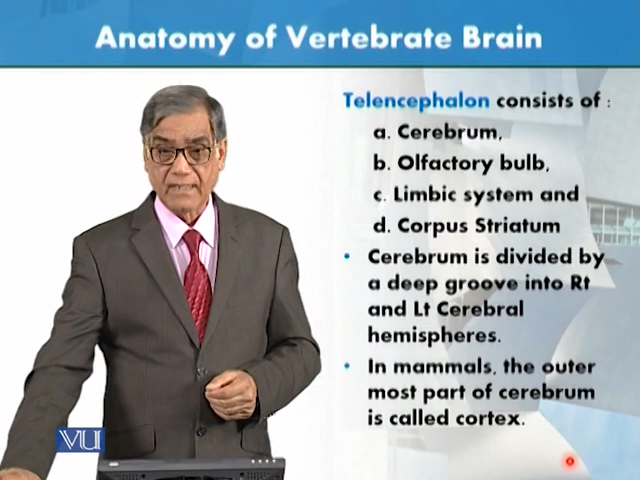 Anatomy of Vertebrate Brain
Telencephalon consists of :
a. Cerebrum,
b. Olfactory bulb,
c. Limbic system and
d. Corpus Striatum
• Cerebrum is divided by
a deep groove into Rt
and Lt Cerebral
hemispheres.
• In mammals, the outer
most part of cerebrum
is called cortex.
VU